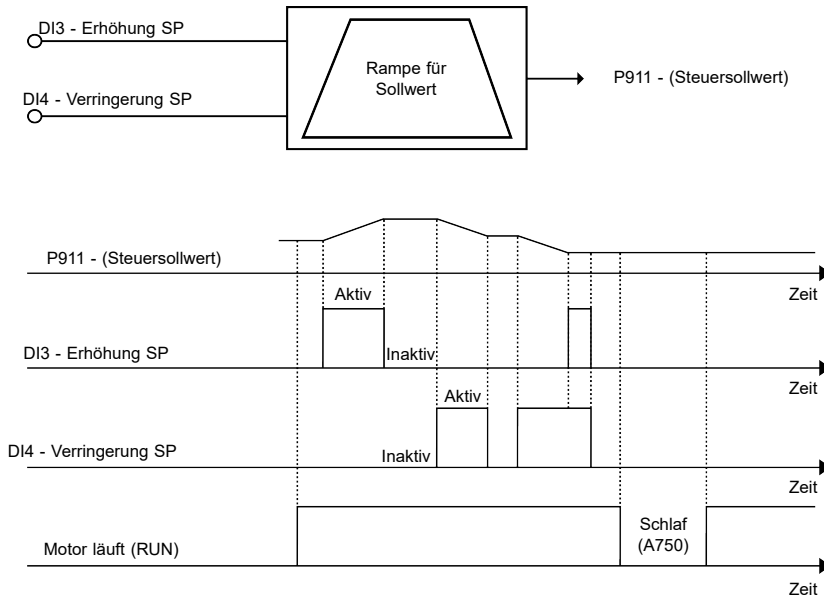 DI3 - Erhöhung SP
DI4 - Verringerung SP
Rampe für
Sollwert
P911 - (Steuersollwert)
P911 - (Steuersollwert)
Zeit
Aktiv
DI3 - Erhöhung SP
Inaktiv
Zeit
Aktiv
DI4 - Verringerung SP
Inaktiv
Zeit
Schlaf
(A750)
Motor läuft (RUN)
Zeit